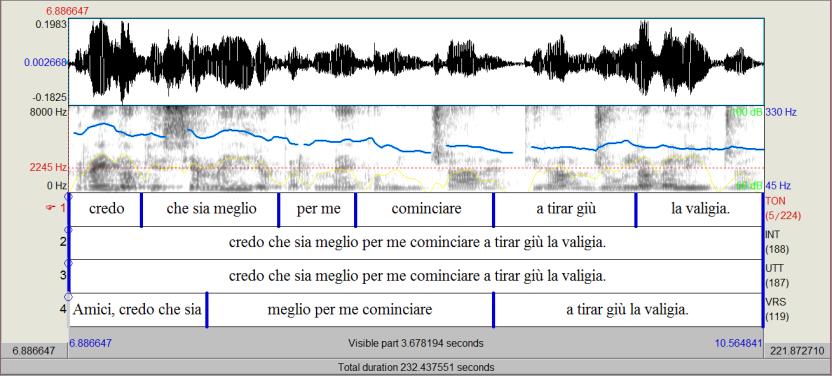 6.886647
0.1983
0.002668
-0.1825
8000 Hz
100 dB 330 Hz
2245 Hz
0 Hz
45 Hz
1 credo che sia meglio per me cominciare a tirar giù la valigia. TON (5/224)
2 credo che sia meglio per me cominciare a tirar giù la valigia. INT (188)
3 credo che sia meglio per me cominciare a tirar giù la valigia. UTT (187)
4 Amici, credo che sia meglio per me cominciare a tirar giù la valigia. VRS (119)
6.886647 Visible part 3.678194 seconds 10.564841
6.886647 221.872710
Total duration 232.437551 seconds